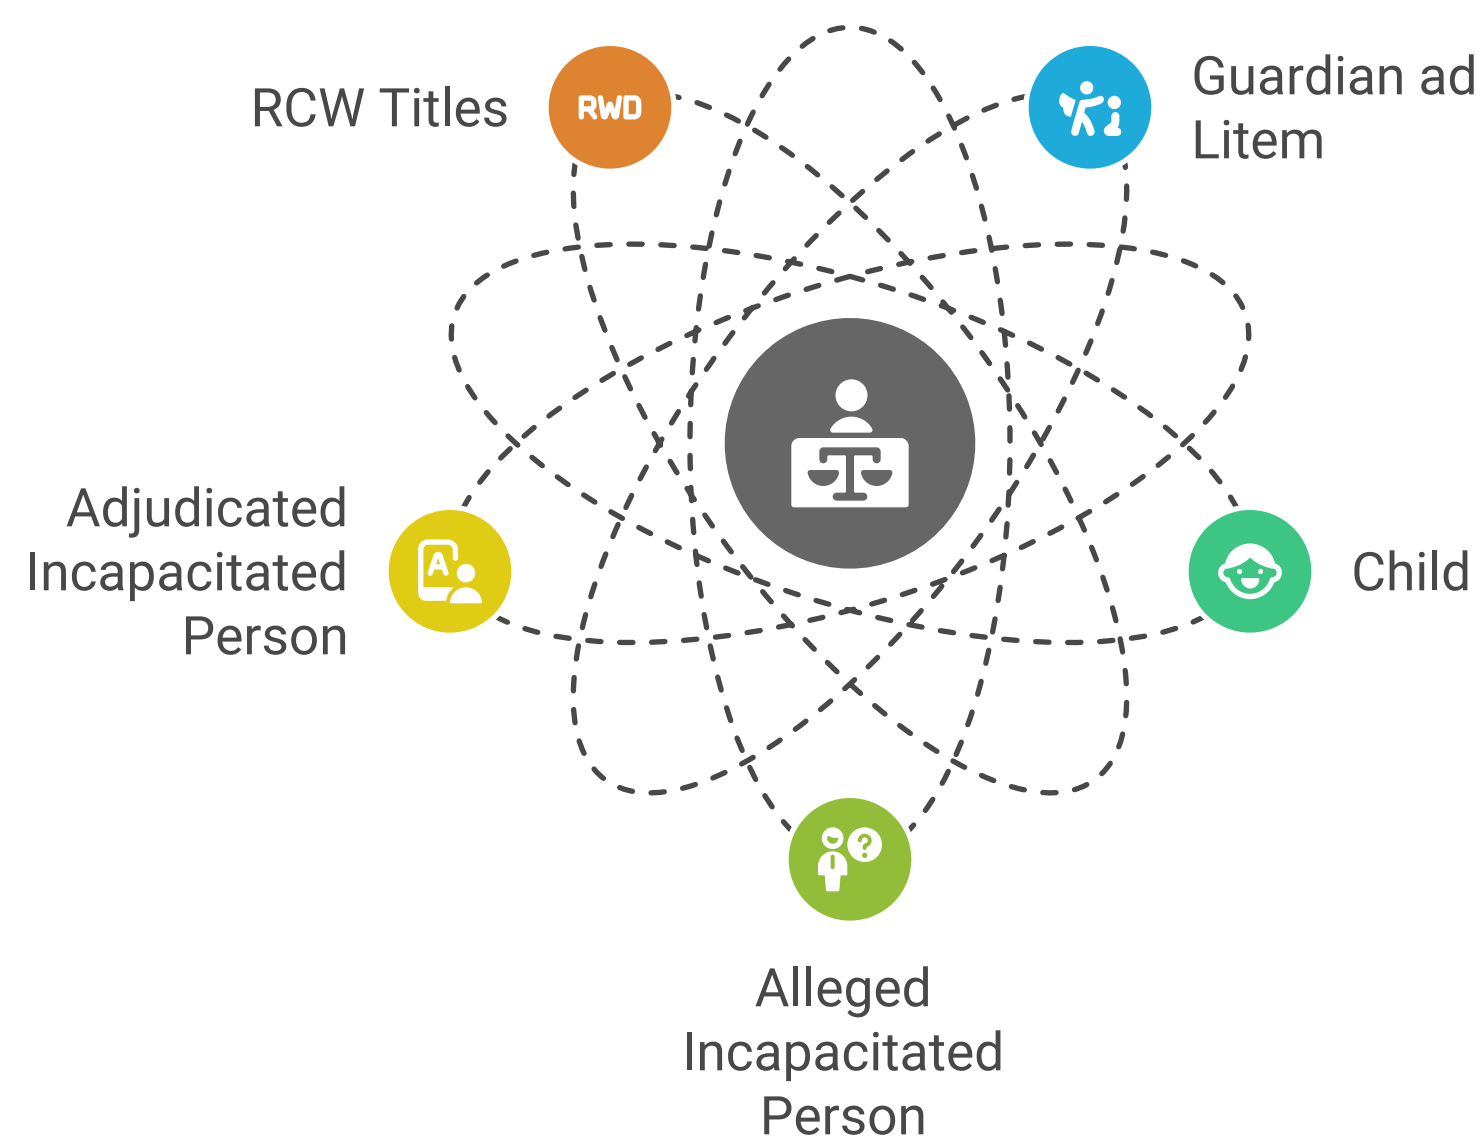 RCW Titles
RWD
Guardian ad
Litem
Adjudicated
Incapacitated
Person
A
Child
?
Alleged
Incapacitated
Person